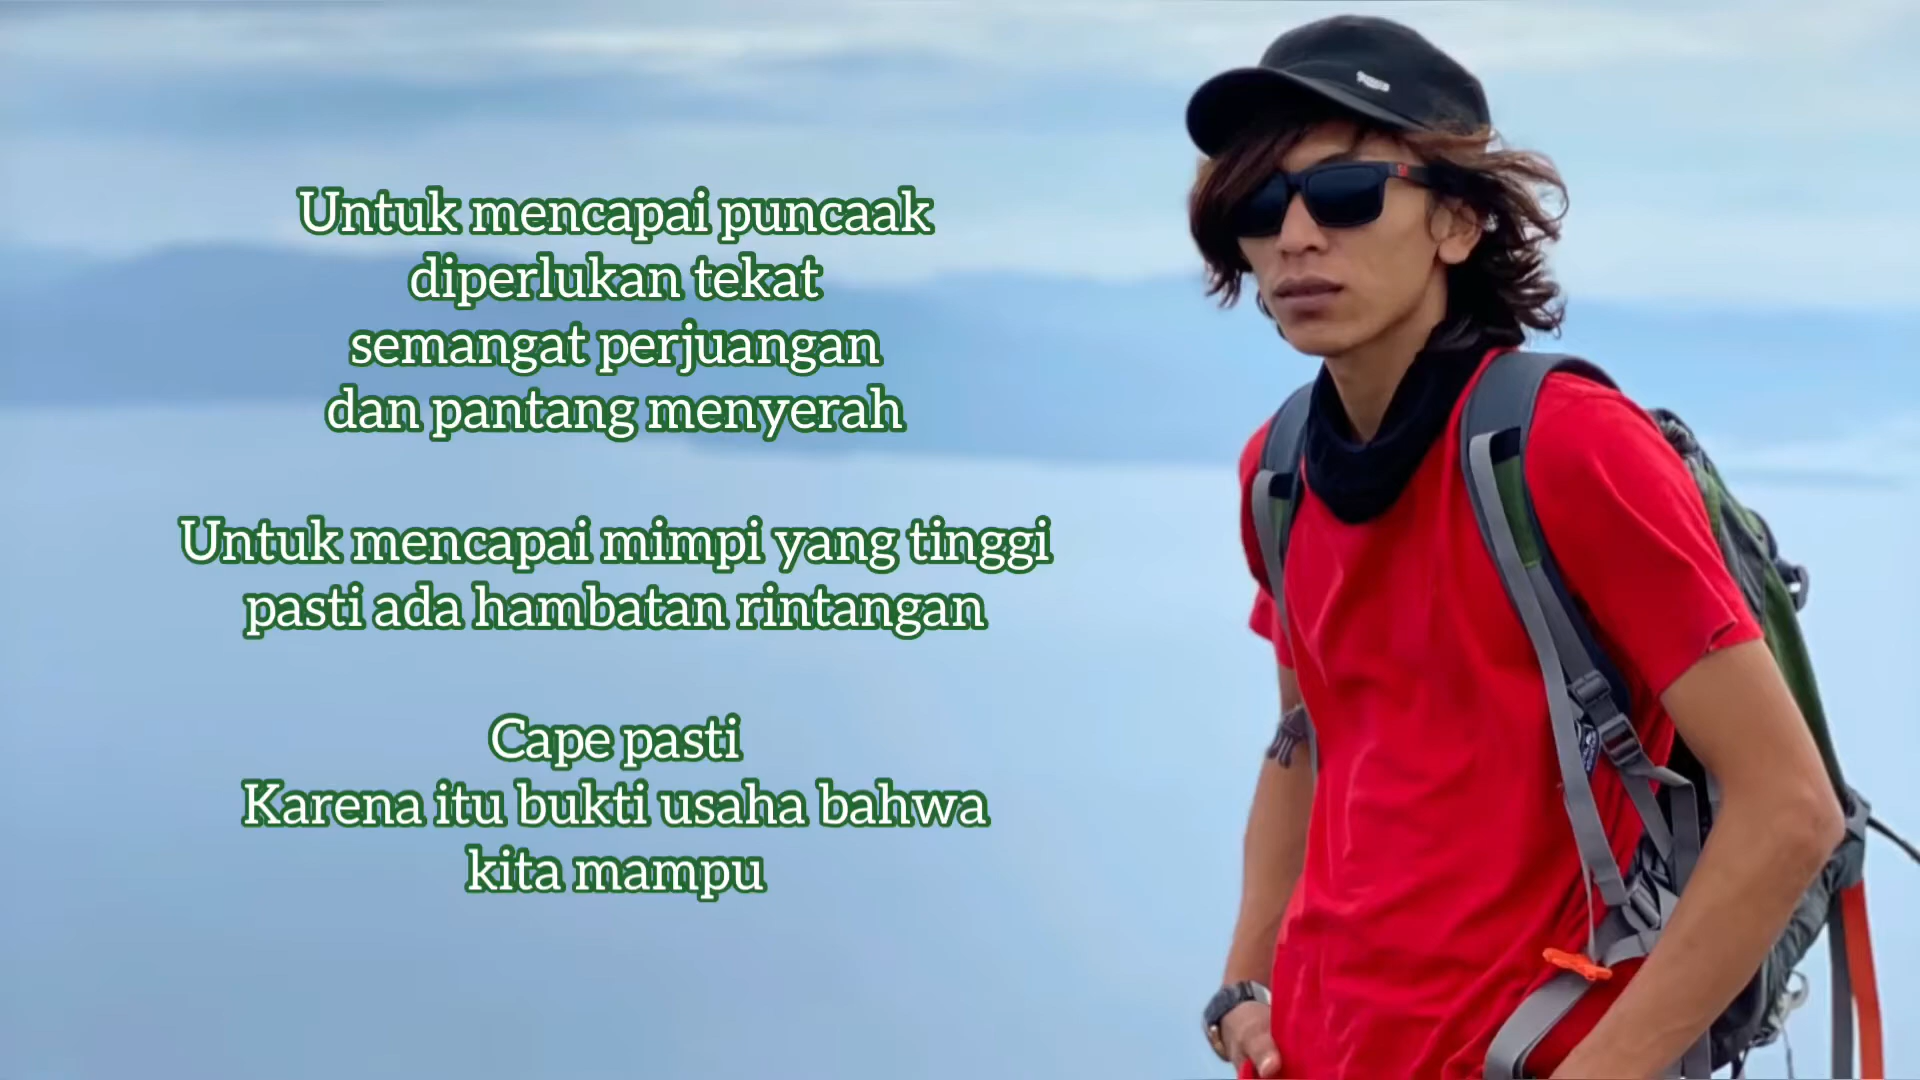 Untuk mencapai puncaak
diperlukan tekat
semangat perjuangan
dan pantang menyerah
Untuk mencapai mimpi yang tinggi
pasti ada hambatan rintangan
Cape pasti
Karena itu bukti usaha bahwa
kita mampu